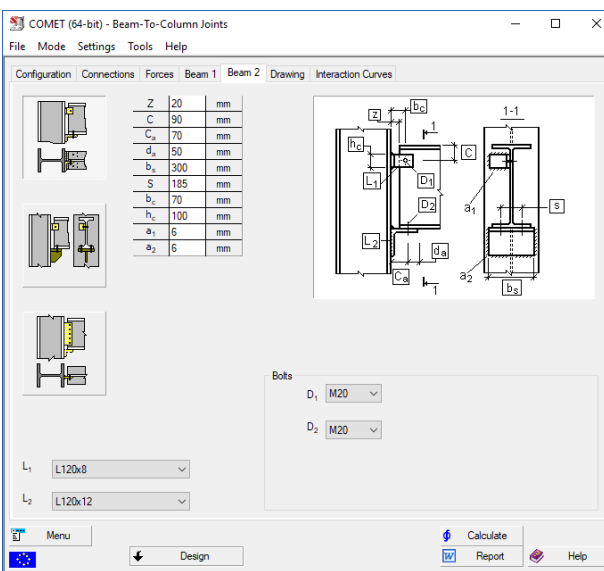 COMET (64-bit) - Beam-To-Column Joints
File Mode Settings Tools Help
Configuration Connections Forces Beam 1 Beam 2 Drawing Interaction Curves
Z 20 mm
C 90 mm
Ca 70 mm
da 50 mm
bs 300 mm
S 185 mm
bc 70 mm
hc 100 mm
a1 6 mm
a2 6 mm
z bc 1 1-1
hc C
L1 D1 a1 s
D2
L2 da
Ca 1 a2 bs
Bolts
D1 M20
D2 M20
L1 L120x8
L2 L120x12
Menu Calculate
Design W Report Help